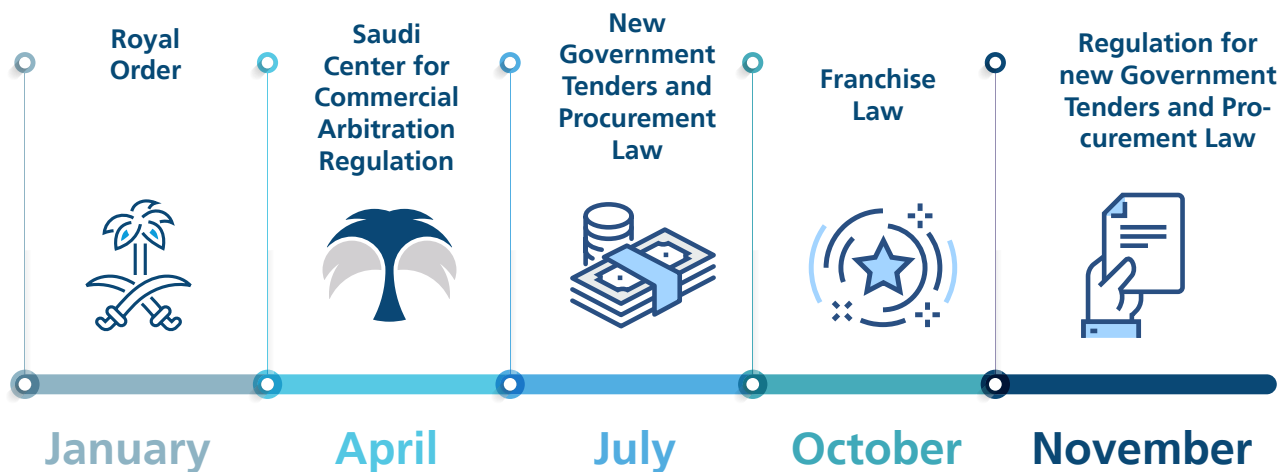 Royal
Order
Saudi
Center for
Commercial
Arbitration
Regulation
New
Government
Tenders and
Procurement
Law
Franchise
Law
Regulation for
new Government
Tenders and Pro-
curement Law
January
April
July
October
November